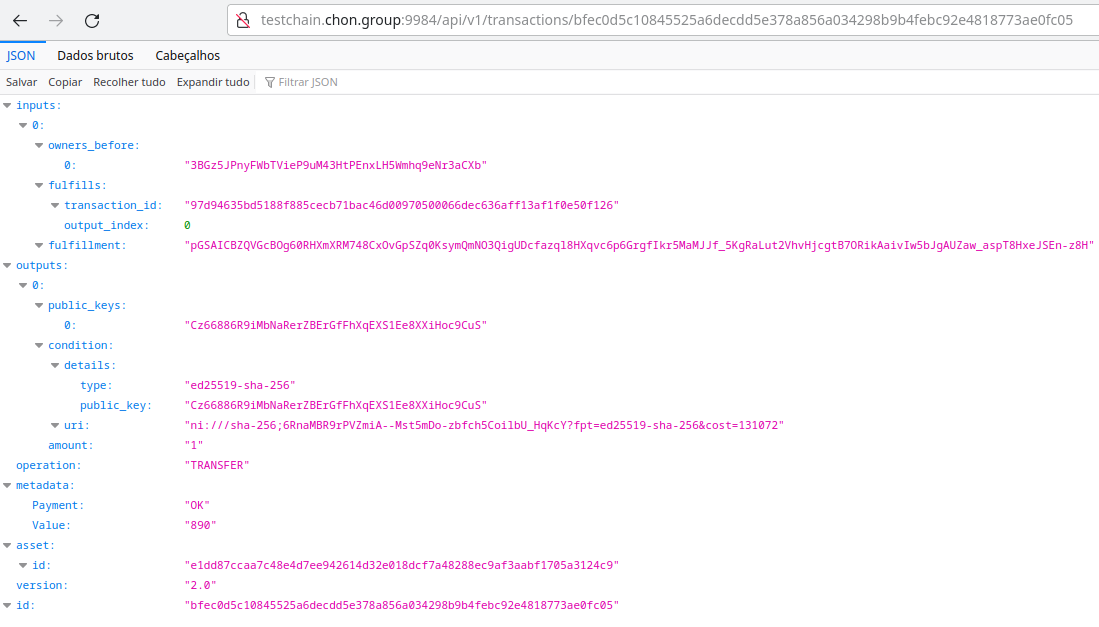 testchain.chon.group:9984/api/v1/transactions/bfec0d5c10845525a6decdd5e378a856a034298b9b4febc92e4818773ae0fc05
JSON Dados brutos Cabeçalhos
Salvar Copiar Recolher tudo Expandir tudo Filtrar JSON
inputs:
0:
owners_before:
0: "3BGz5JPnyFWbTVieP9uM43HtPEnxLH5Wmhq9eNr3aCXb"
fulfills:
transaction_id: "97d94635bd5188f885cecb71bac46d00970500066dec636aff13af1f0e50f126"
output_index: 0
fulfillment: "pGSAICBZQVGcBOg60RHXmXRM748CxOvGpSZq0KsymQmNO3QigUDcfazql8HXqvc6p6GrgfIkr5MaMJJf_5KgRaLut2VhvHjcgtB7ORikAaivIw5bJgAUZaw_aspT8HxeJSEn-z8H"
outputs:
0:
public_keys:
0: "Cz66886R9iMbNaRerZBErGfFhXqEXS1Ee8XXiHoc9CuS"
condition:
details:
type: "ed25519-sha-256"
public_key: "Cz66886R9iMbNaRerZBErGfFhXqEXS1Ee8XXiHoc9CuS"
uri: "ni:///sha-256;6RnaMBR9rPVZmiA--Mst5mDo-zbfch5CoilbU_HqKcY?fpt=ed25519-sha-256&cost=131072"
amount: "1"
operation: "TRANSFER"
metadata:
Payment: "OK"
Value: "890"
asset:
id: "e1dd87ccaa7c48e4d7ee942614d32e018dcf7a48288ec9af3aabf1705a3124c9"
version: "2.0"
id: "bfec0d5c10845525a6decdd5e378a856a034298b9b4febc92e4818773ae0fc05"